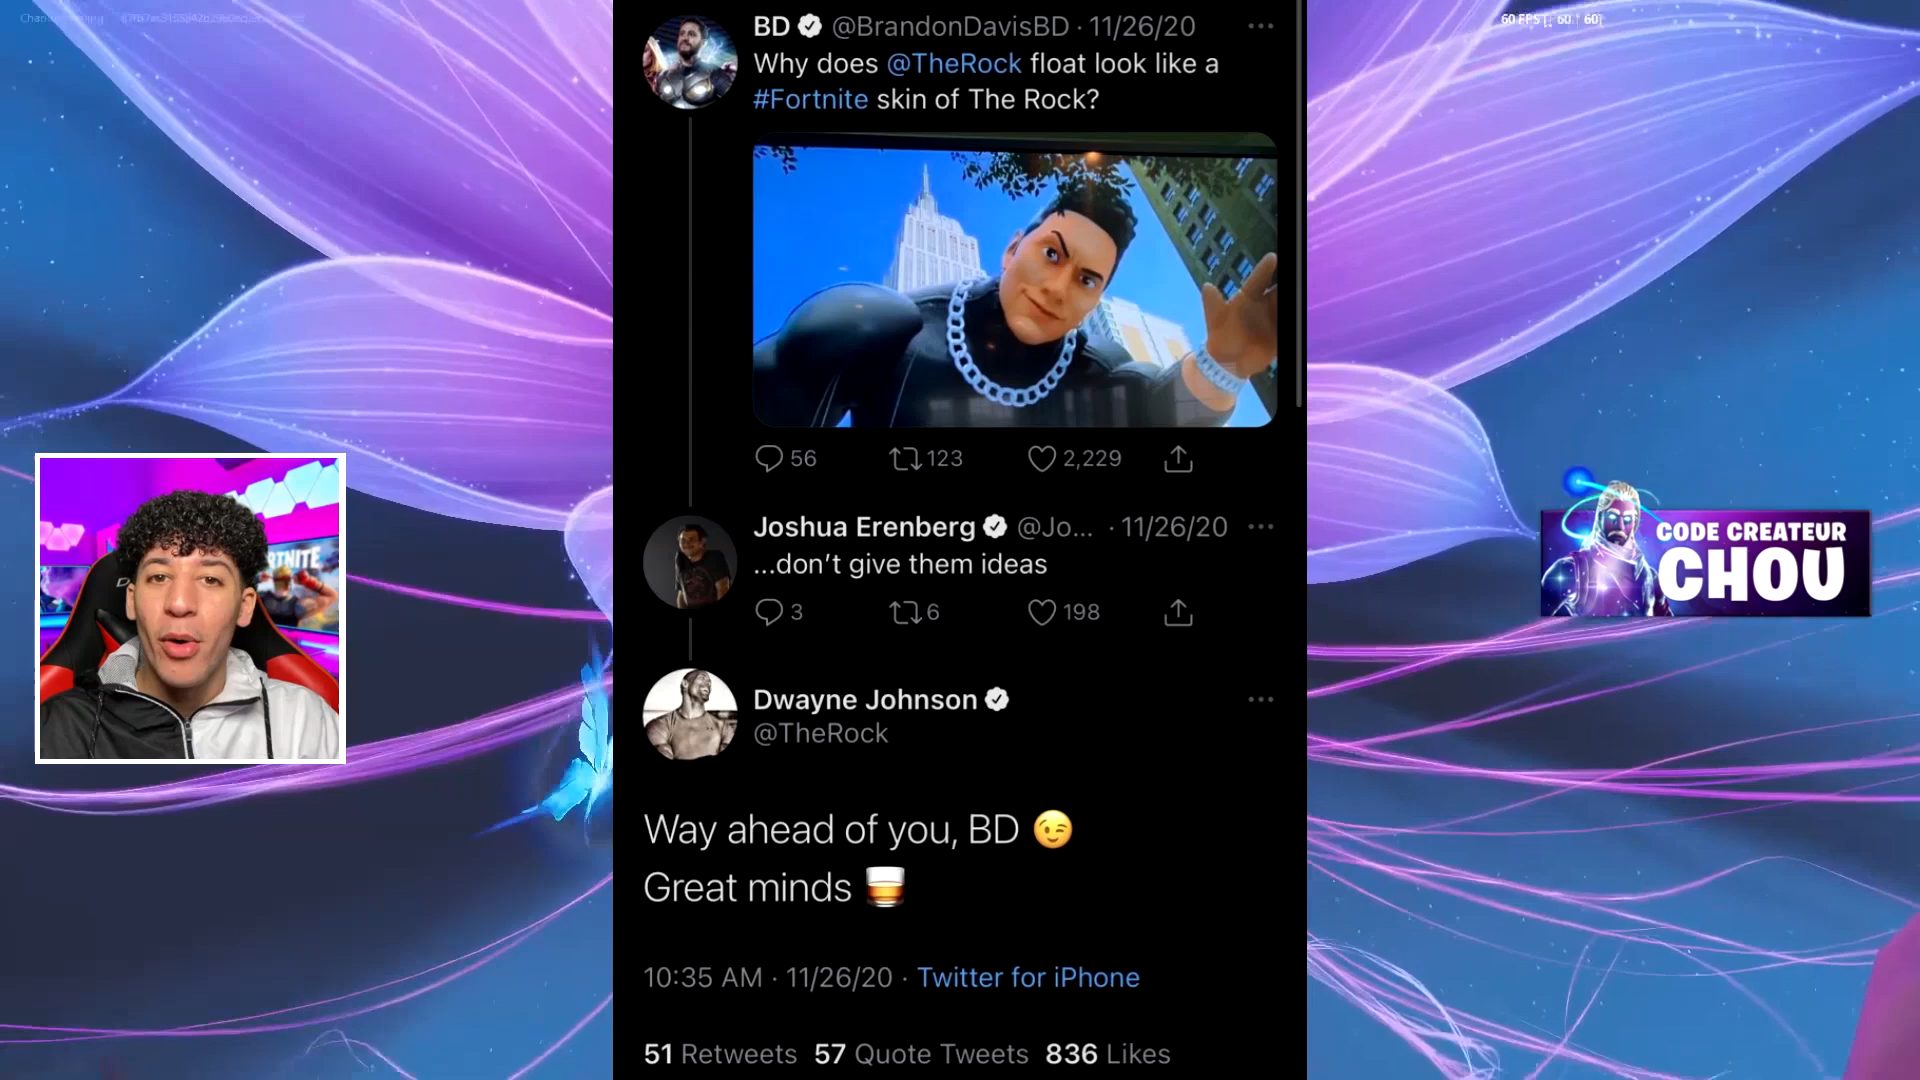 60 FPS [ 60 | 60]
BD @BrandonDavisBD · 11/26/20
Why does @TheRock float look like a
#Fortnite skin of The Rock?
56 123 2,229
Joshua Erenberg @Jo... · 11/26/20
...don’t give them ideas
3 6 198
Dwayne Johnson
@TheRock
Way ahead of you, BD 😉
Great minds 🥃
10:35 AM · 11/26/20 · Twitter for iPhone
51 Retweets 57 Quote Tweets 836 Likes
RTNITE
CODE CREATEUR
CHOU